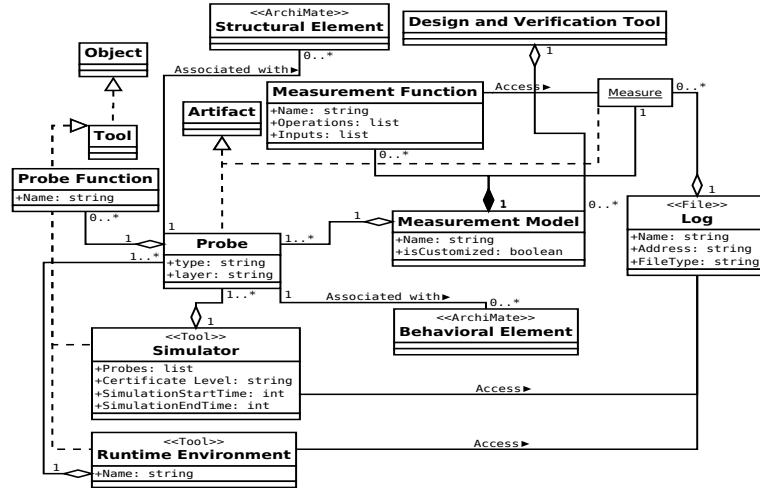 <<ArchiMate>>
Structural Element
0..*
Design and Verification Tool
1
Object
Associated with►
Measurement Function
+Name: string
+Operations: list
+Inputs: list
0..*
Access►
Measure
0..*
1
Artifact
Tool
Probe Function
+Name: string
0..*
1
1
Probe
+type: string
+layer: string
1..*
1..*
1
1..*
1
Measurement Model
+Name: string
+isCustomized: boolean
1
0..*
1
<<File>>
Log
+Name: string
+Address: string
+FileType: string
Associated with►
0..*
<<ArchiMate>>
Behavioral Element
1
<<Tool>>
Simulator
+Probes: list
+Certificate Level: string
+SimulationStartTime: int
+SimulationEndTime: int
Access►
<<Tool>>
Runtime Environment
+Name: string
1
Access►